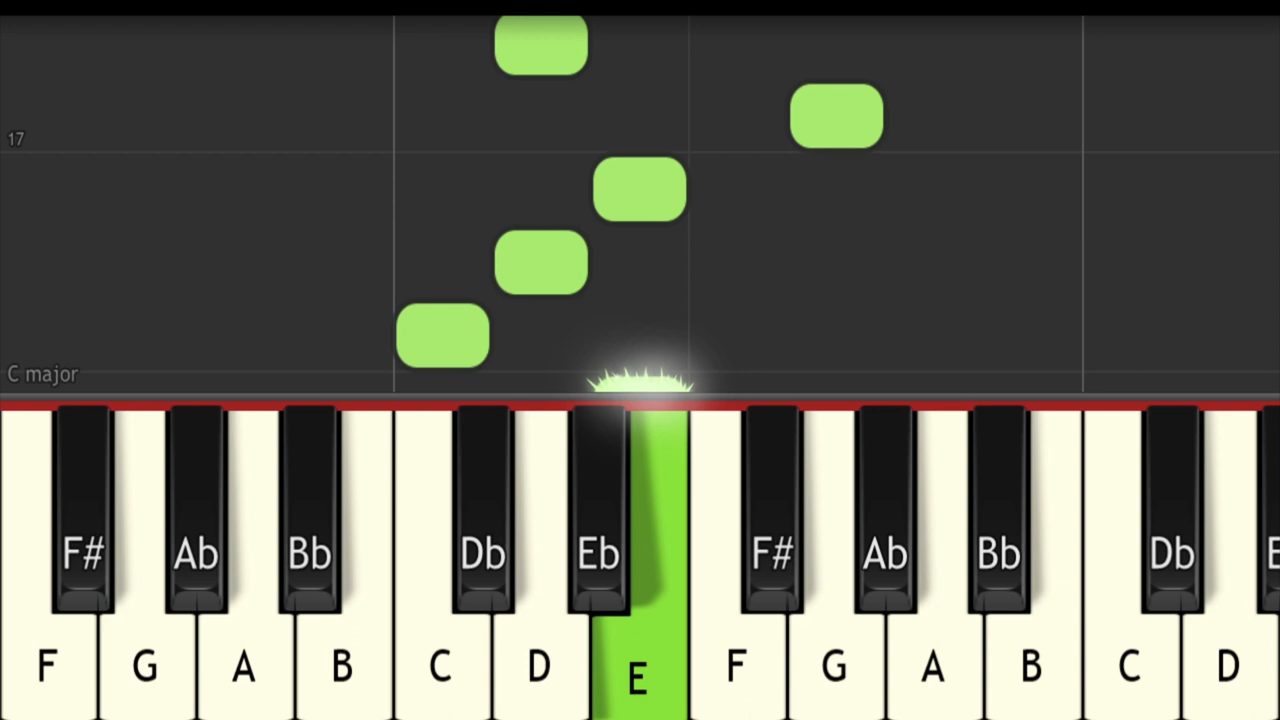 17
C major
F# Ab Bb Db Eb F# Ab Bb Db
F G A B C D E F G A B C D